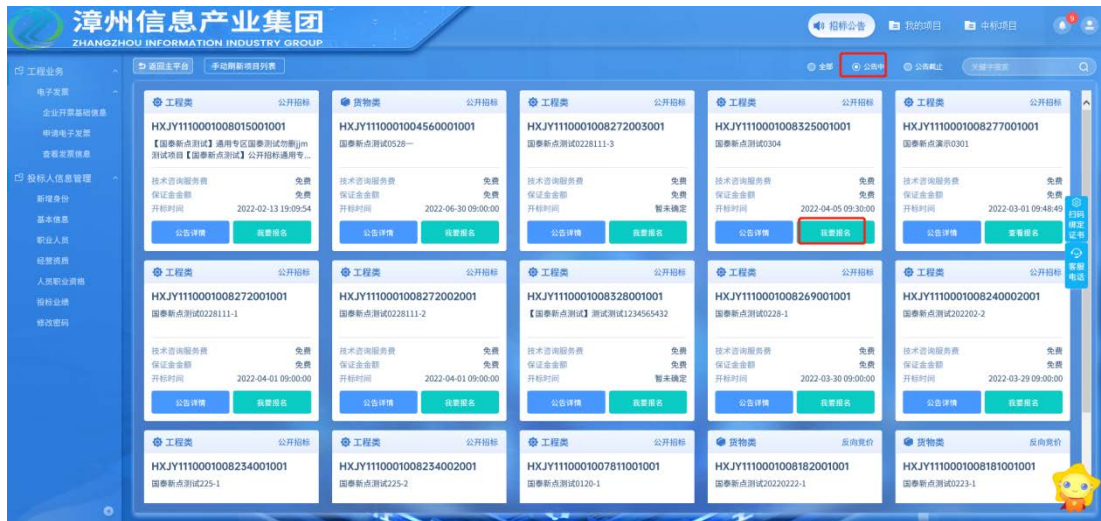 漳州信息产业集团
ZHANGZHOU INFORMATION INDUSTRY GROUP
招标公告
我的项目
中标项目
9
工程业务
电子发票
企业开票基础信息
申请电子发票
查看发票信息
投标人信息管理
新增身份
基本信息
职业人员
经营资质
人员职业资格
投标业绩
修改密码
返回主平台
手动刷新项目列表
全部
公告中
公告截止
关键字搜索
工程类 公开招标
HXJY1110001008015001001
【国泰新点测试】通用专区国泰测试勿删jjm
测试项目【国泰新点测试】公开招标通用专...
技术咨询服务费 免费
保证金金额 免费
开标时间 2022-02-13 19:09:54
公告详情 我要报名
货物类 公开招标
HXJY1110001004560001001
国泰新点测试0528一
技术咨询服务费 免费
保证金金额 免费
开标时间 2022-06-30 09:00:00
公告详情 我要报名
工程类 公开招标
HXJY1110001008272003001
国泰新点测试0228111-3
技术咨询服务费 免费
保证金金额 免费
开标时间 暂未确定
公告详情 我要报名
工程类 公开招标
HXJY1110001008325001001
国泰新点测试0304
技术咨询服务费 免费
保证金金额 免费
开标时间 2022-04-05 09:30:00
公告详情 我要报名
工程类 公开招标
HXJY1110001008277001001
国泰新点演示0301
技术咨询服务费 免费
保证金金额 免费
开标时间 2022-03-01 09:48:49
公告详情 查看报名
扫码
绑定
证书
客服
电话
工程类 公开招标
HXJY1110001008272001001
国泰新点测试0228111-1
技术咨询服务费 免费
保证金金额 免费
开标时间 2022-04-01 09:00:00
公告详情 我要报名
工程类 公开招标
HXJY1110001008272002001
国泰新点测试0228111-2
技术咨询服务费 免费
保证金金额 免费
开标时间 2022-04-01 09:00:00
公告详情 我要报名
工程类 公开招标
HXJY1110001008328001001
【国泰新点测试】测试测试1234565432
技术咨询服务费 免费
保证金金额 免费
开标时间 暂未确定
公告详情 我要报名
工程类 公开招标
HXJY1110001008269001001
国泰新点测试0228-1
技术咨询服务费 免费
保证金金额 免费
开标时间 2022-03-30 09:00:00
公告详情 我要报名
工程类 公开招标
HXJY1110001008240002001
国泰新点测试202202-2
技术咨询服务费 免费
保证金金额 免费
开标时间 2022-03-29 09:00:00
公告详情 我要报名
工程类 公开招标
HXJY1110001008234001001
国泰新点测试225-1
工程类 公开招标
HXJY1110001008234002001
国泰新点测试225-2
工程类 公开招标
HXJY1110001007811001001
国泰新点测试0120-1
货物类 反向竞价
HXJY1110001008182001001
国泰新点测试20220222-1
货物类 反向竞价
HXJY1110001008181001001
国泰新点测试0223-1